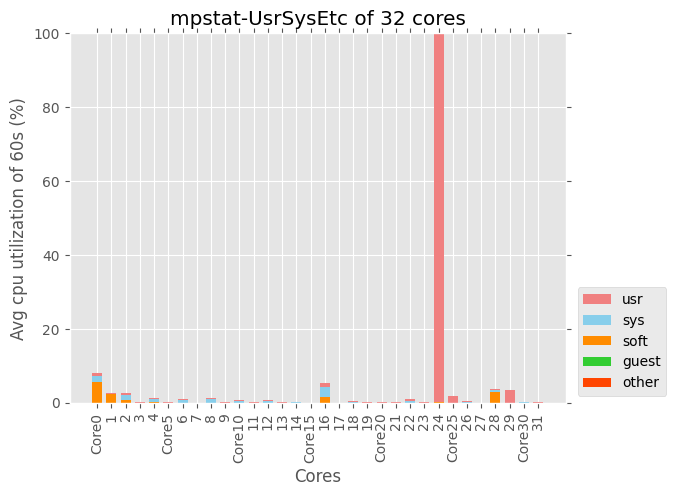 mpstat-UsrSysEtc of 32 cores
Avg cpu utilization of 60s (%)
100
80
60
40
20
0
Core0
1
2
3
4
Core5
6
7
8
9
Core10
11
12
13
14
Core15
16
17
18
19
Core20
21
22
23
24
Core25
26
27
28
29
Core30
31
Cores
usr
sys
soft
guest
other